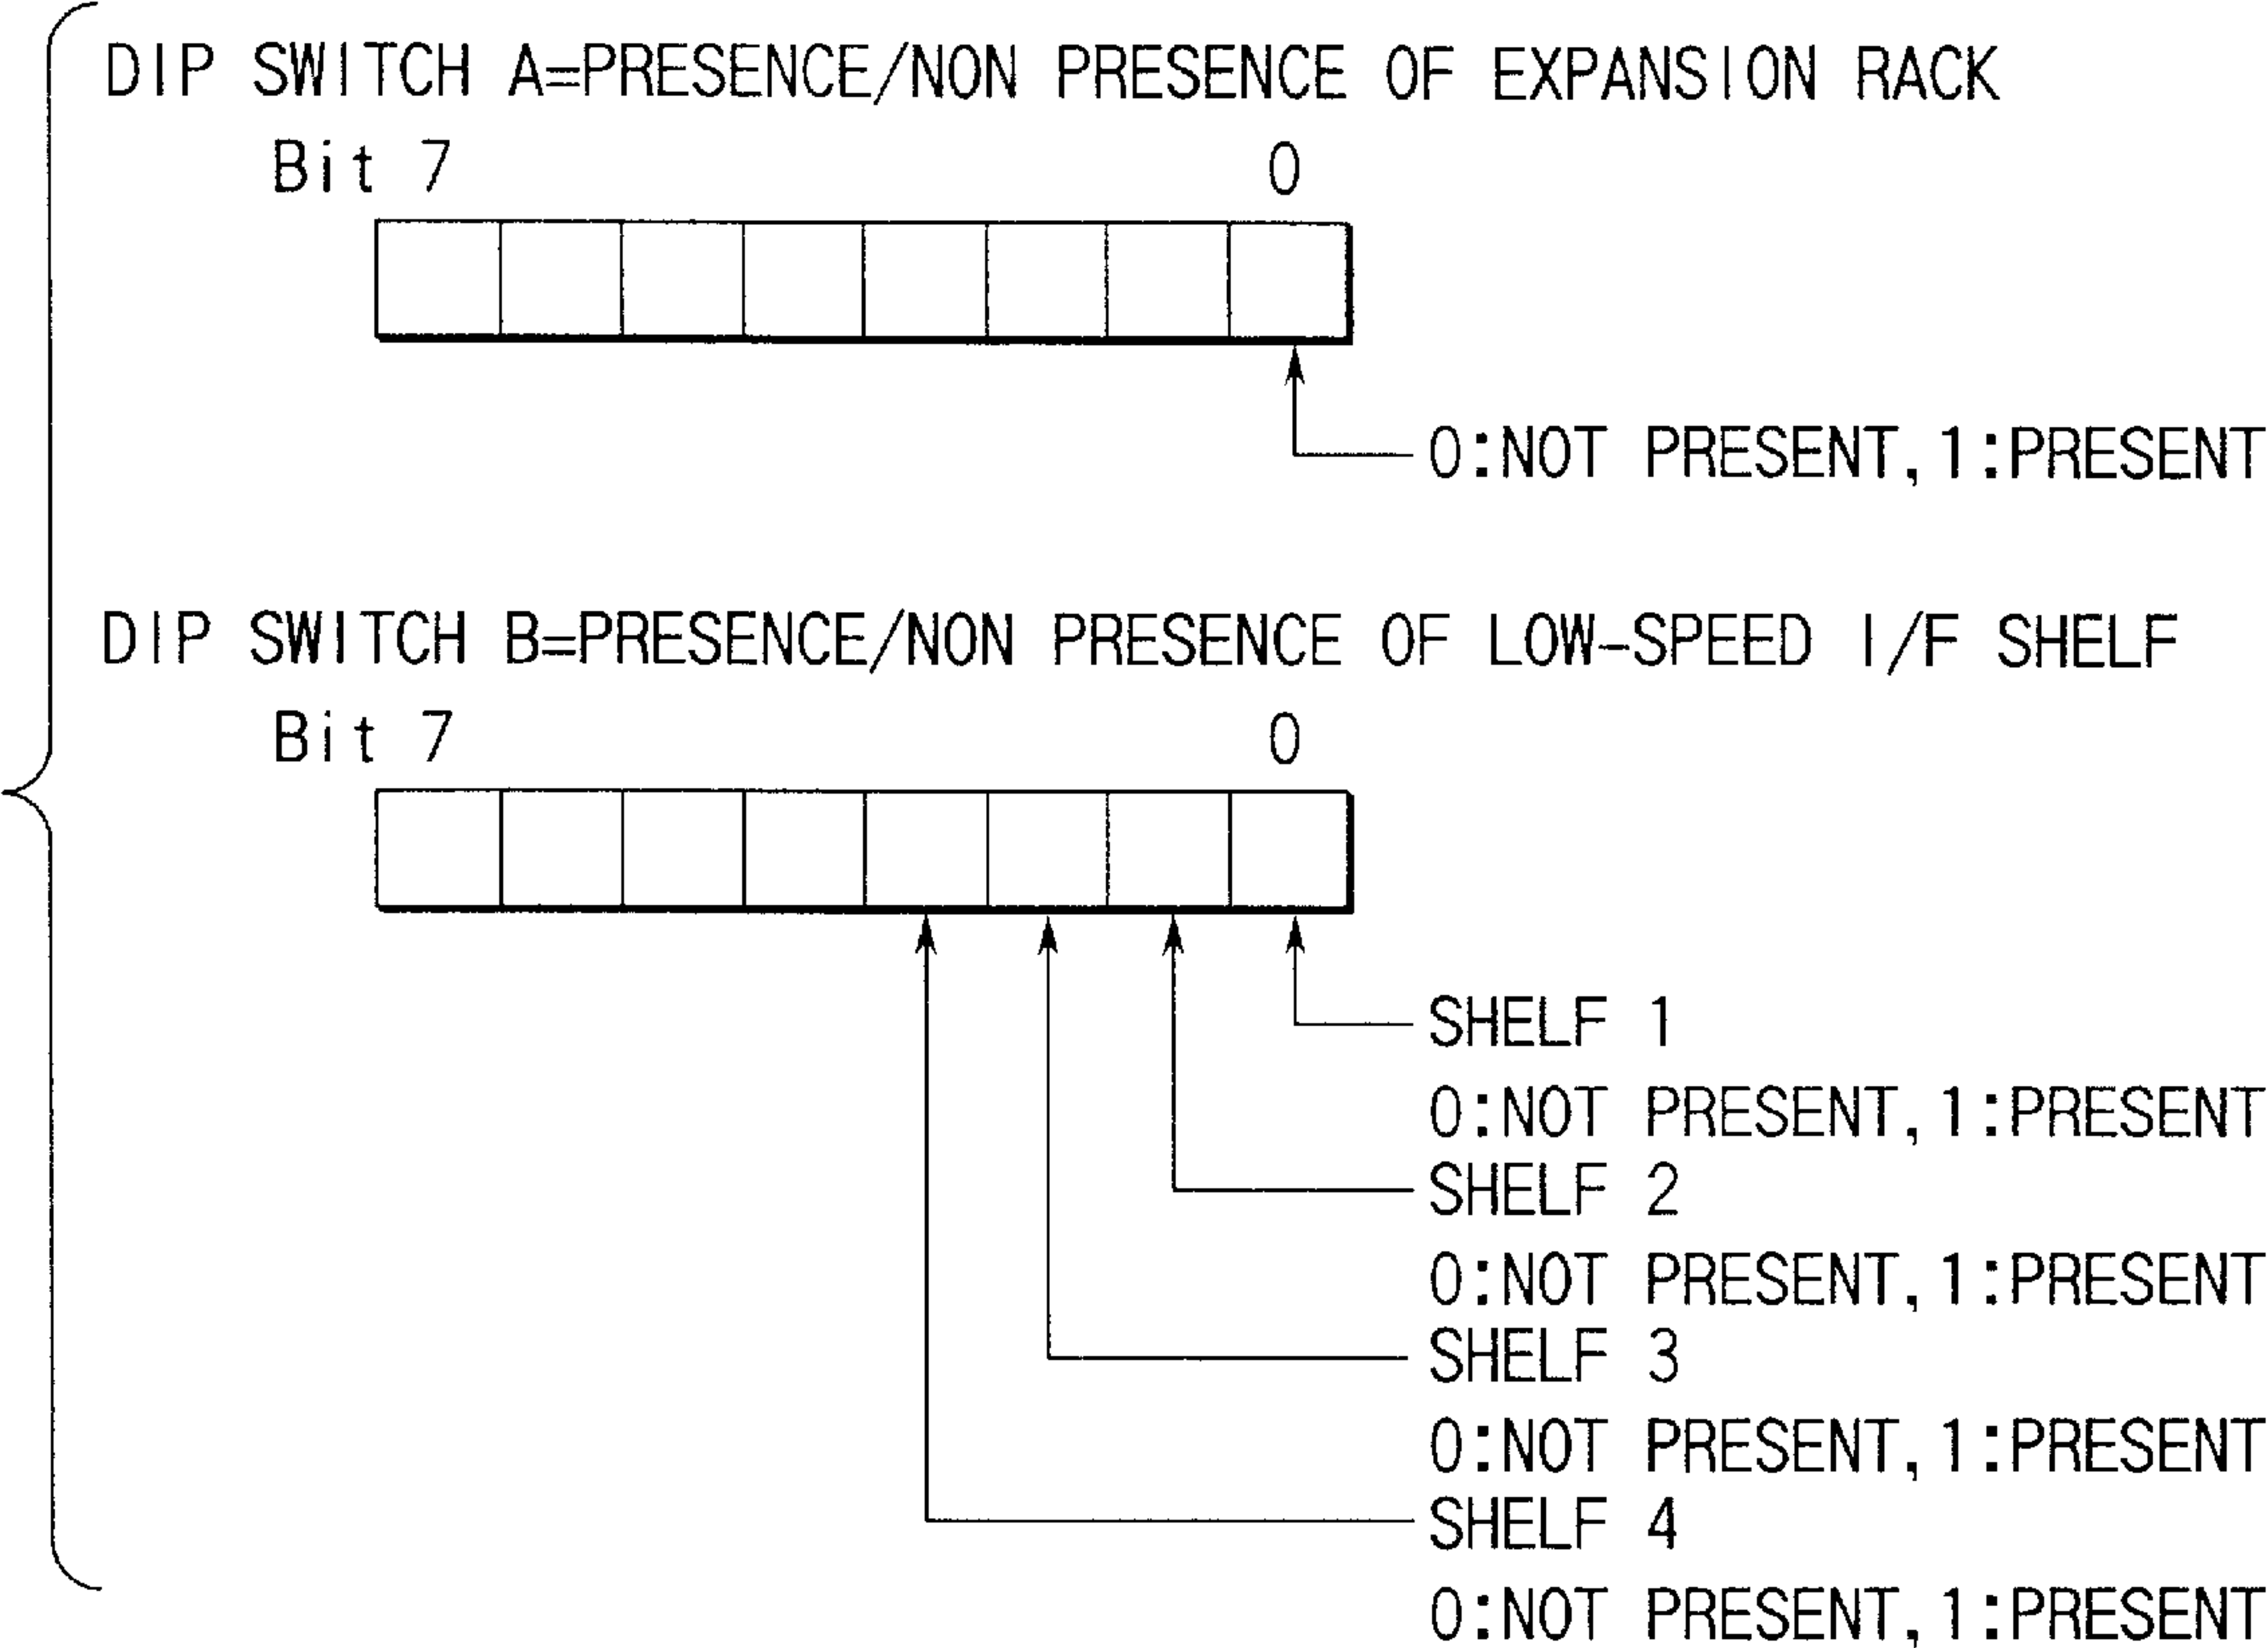 DIP SWITCH A=PRESENCE/NON PRESENCE OF EXPANSION RACK
Bit 7 0
0:NOT PRESENT, 1:PRESENT
DIP SWITCH B=PRESENCE/NON PRESENCE OF LOW-SPEED I/F SHELF
Bit 7 0
SHELF 1
0:NOT PRESENT, 1:PRESENT
SHELF 2
0:NOT PRESENT, 1:PRESENT
SHELF 3
0:NOT PRESENT, 1:PRESENT
SHELF 4
0:NOT PRESENT, 1:PRESENT